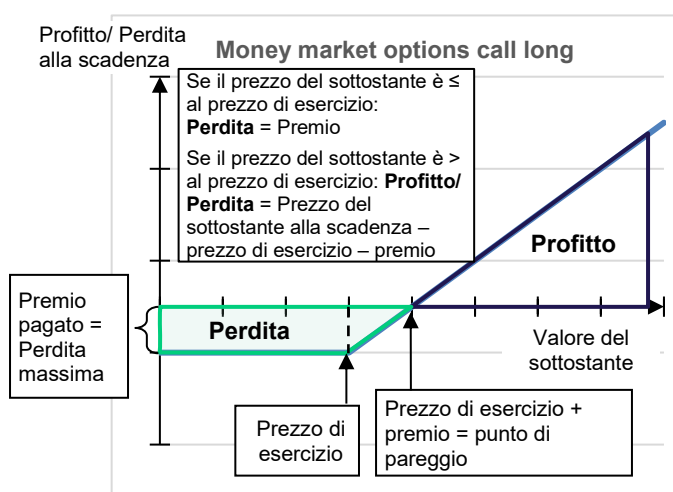 Profitto/ Perdita
alla scadenza
Money market options call long
Se il prezzo del sottostante è ≤
al prezzo di esercizio:
Perdita = Premio
Se il prezzo del sottostante è >
al prezzo di esercizio: Profitto/
Perdita = Prezzo del
sottostante alla scadenza –
prezzo di esercizio – premio
Profitto
Premio
pagato =
Perdita
massima
Perdita
Valore del
sottostante
Prezzo di
esercizio
Prezzo di esercizio +
premio = punto di
pareggio